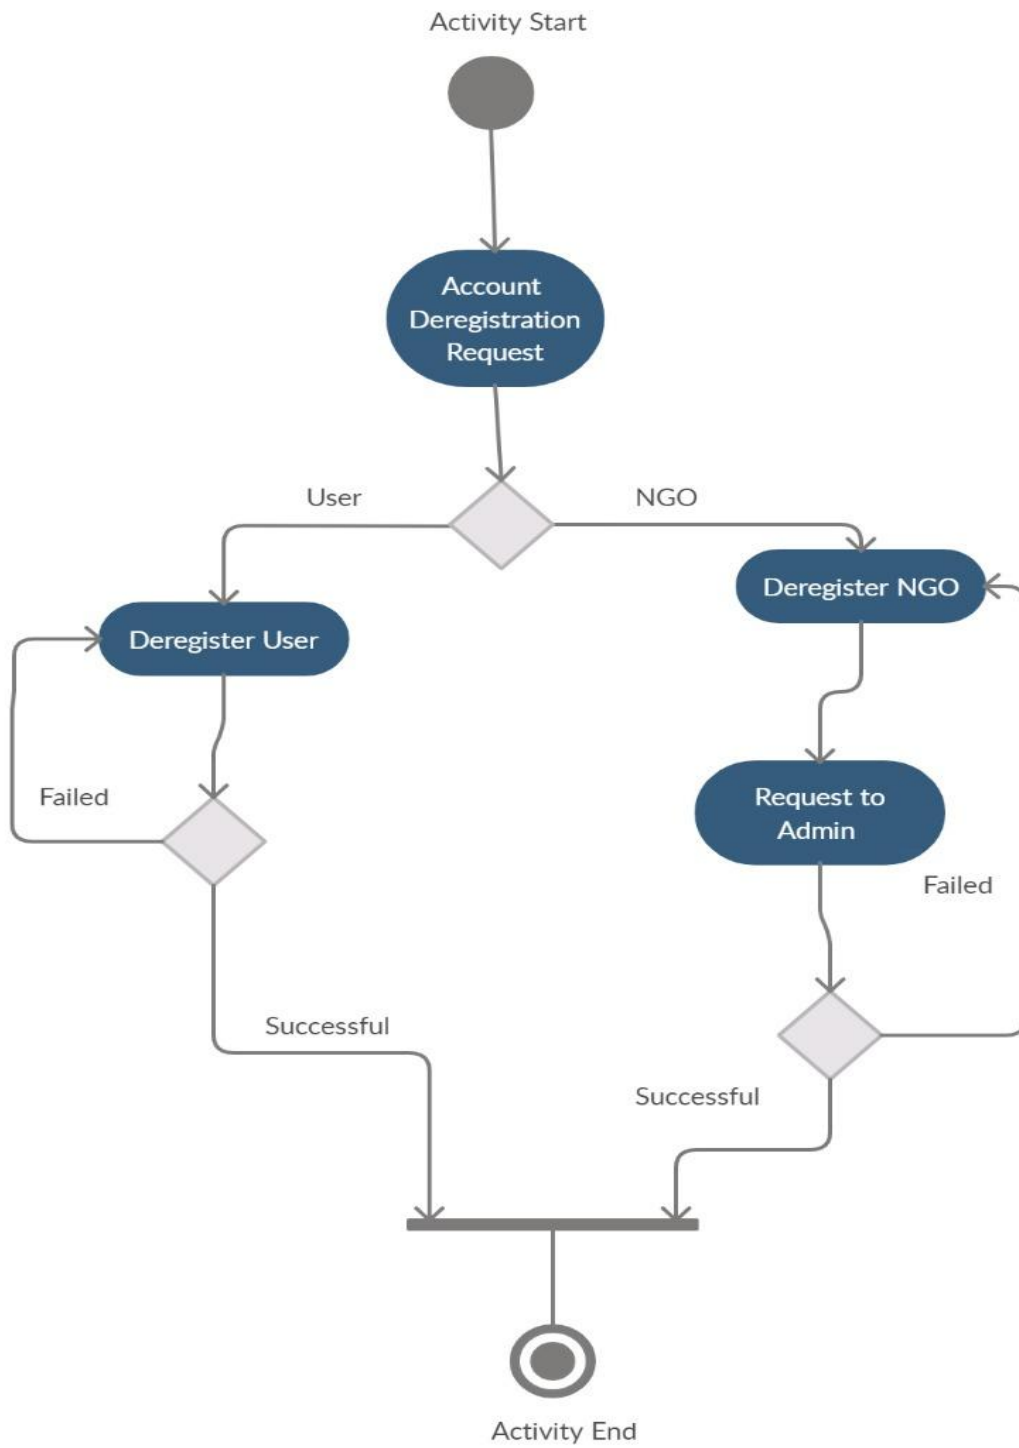 Activity Start
Account
Deregistration
Request
User
NGO
Deregister NGO
Deregister User
Failed
Request to
Admin
Failed
Successful
Successful
Activity End